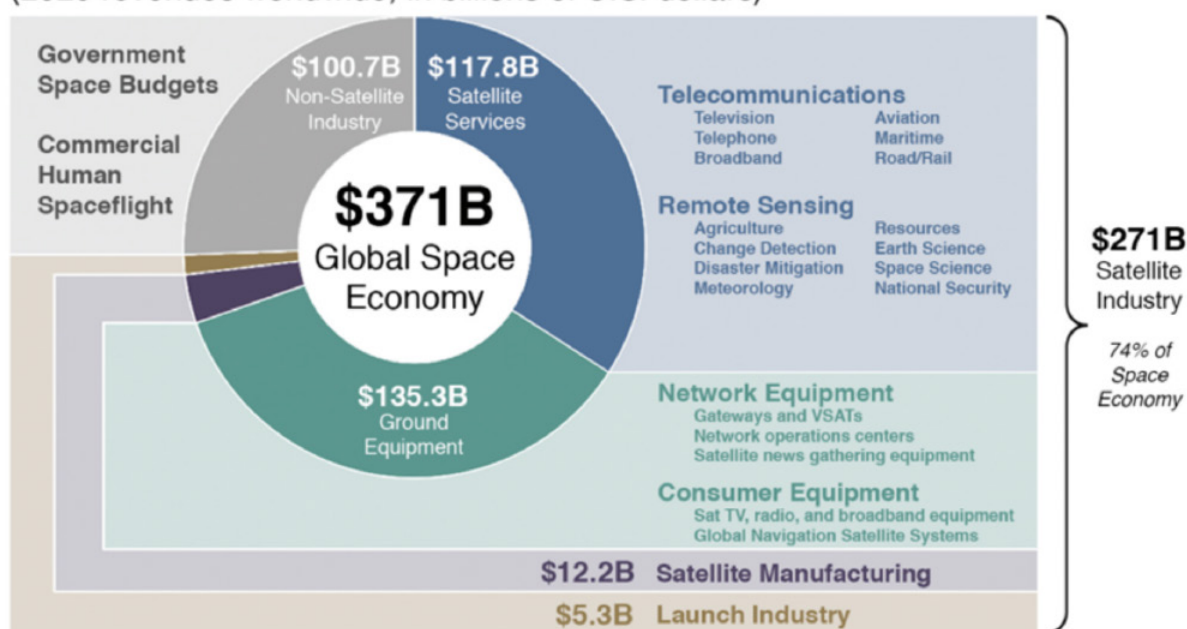 Government
Space Budgets
Commercial
Human
Spaceflight
$100.7B
Non-Satellite
Industry
$117.8B
Satellite
Services
$371B
Global Space
Economy
$135.3B
Ground
Equipment
Telecommunications
Television
Telephone
Broadband
Aviation
Maritime
Road/Rail
Remote Sensing
Agriculture
Change Detection
Disaster Mitigation
Meteorology
Resources
Earth Science
Space Science
National Security
Network Equipment
Gateways and VSATs
Network operations centers
Satellite news gathering equipment
Consumer Equipment
Sat TV, radio, and broadband equipment
Global Navigation Satellite Systems
$12.2B Satellite Manufacturing
$5.3B Launch Industry
$271B
Satellite
Industry
74% of
Space
Economy